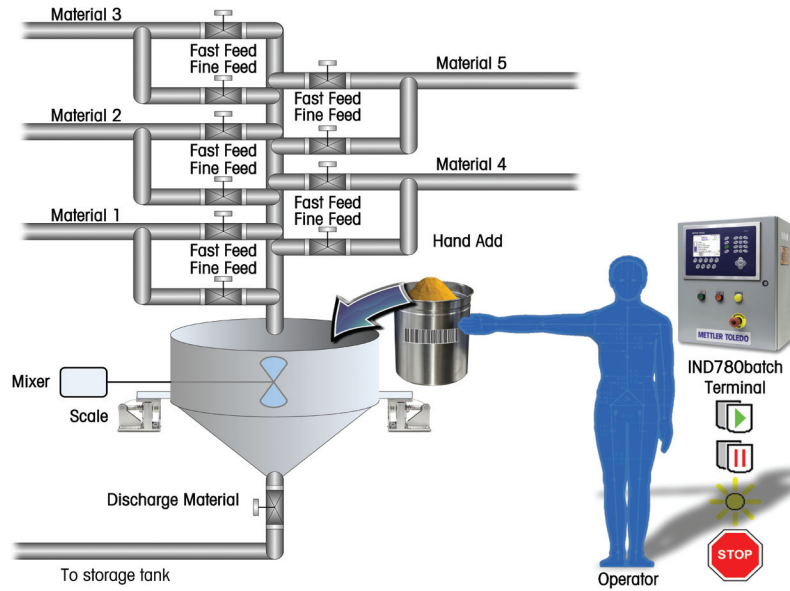 Material 3
Fast Feed
Fine Feed
Material 5
Fast Feed
Fine Feed
Material 2
Fast Feed
Fine Feed
Material 4
Fast Feed
Fine Feed
Material 1
Fast Feed
Fine Feed
Hand Add
METTLER TOLEDO
IND780batch
Terminal
Mixer
Scale
Discharge Material
STOP
To storage tank
Operator